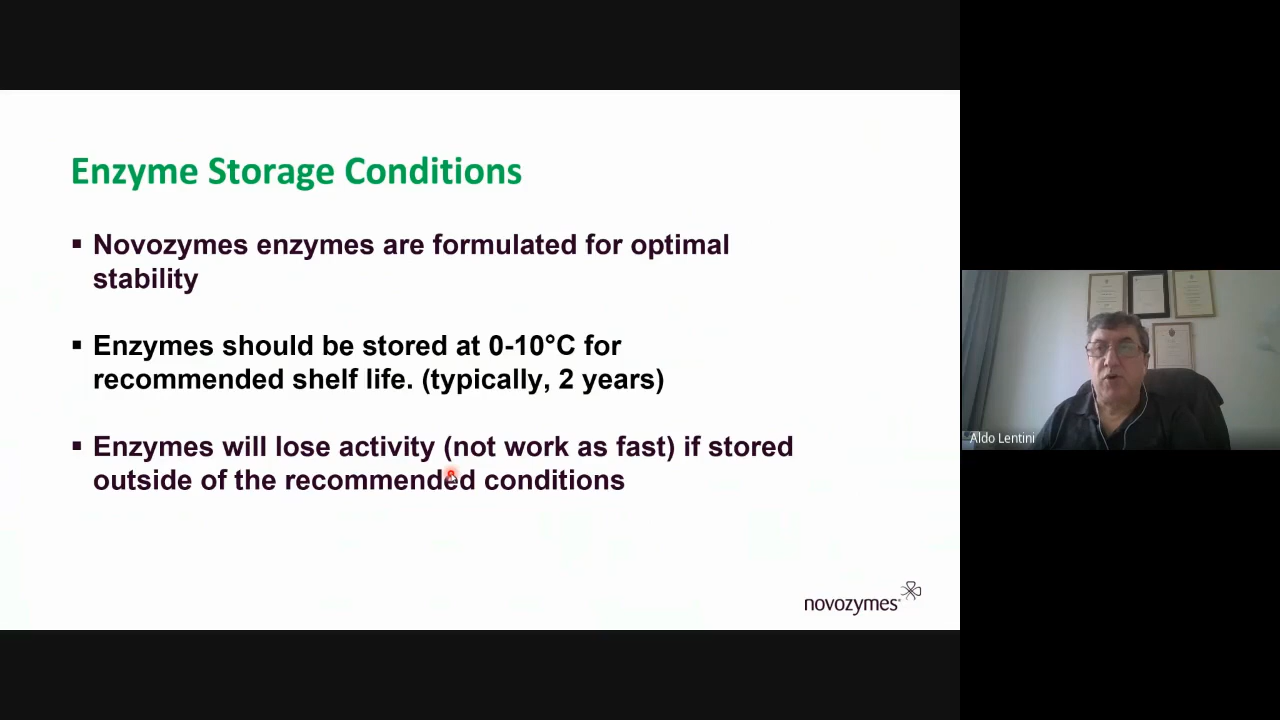 Enzyme Storage Conditions
▪ Novozymes enzymes are formulated for optimal
stability
▪ Enzymes should be stored at 0-10°C for
recommended shelf life. (typically, 2 years)
▪ Enzymes will lose activity (not work as fast) if stored
outside of the recommended conditions
novozymes®
Aldo Lentini